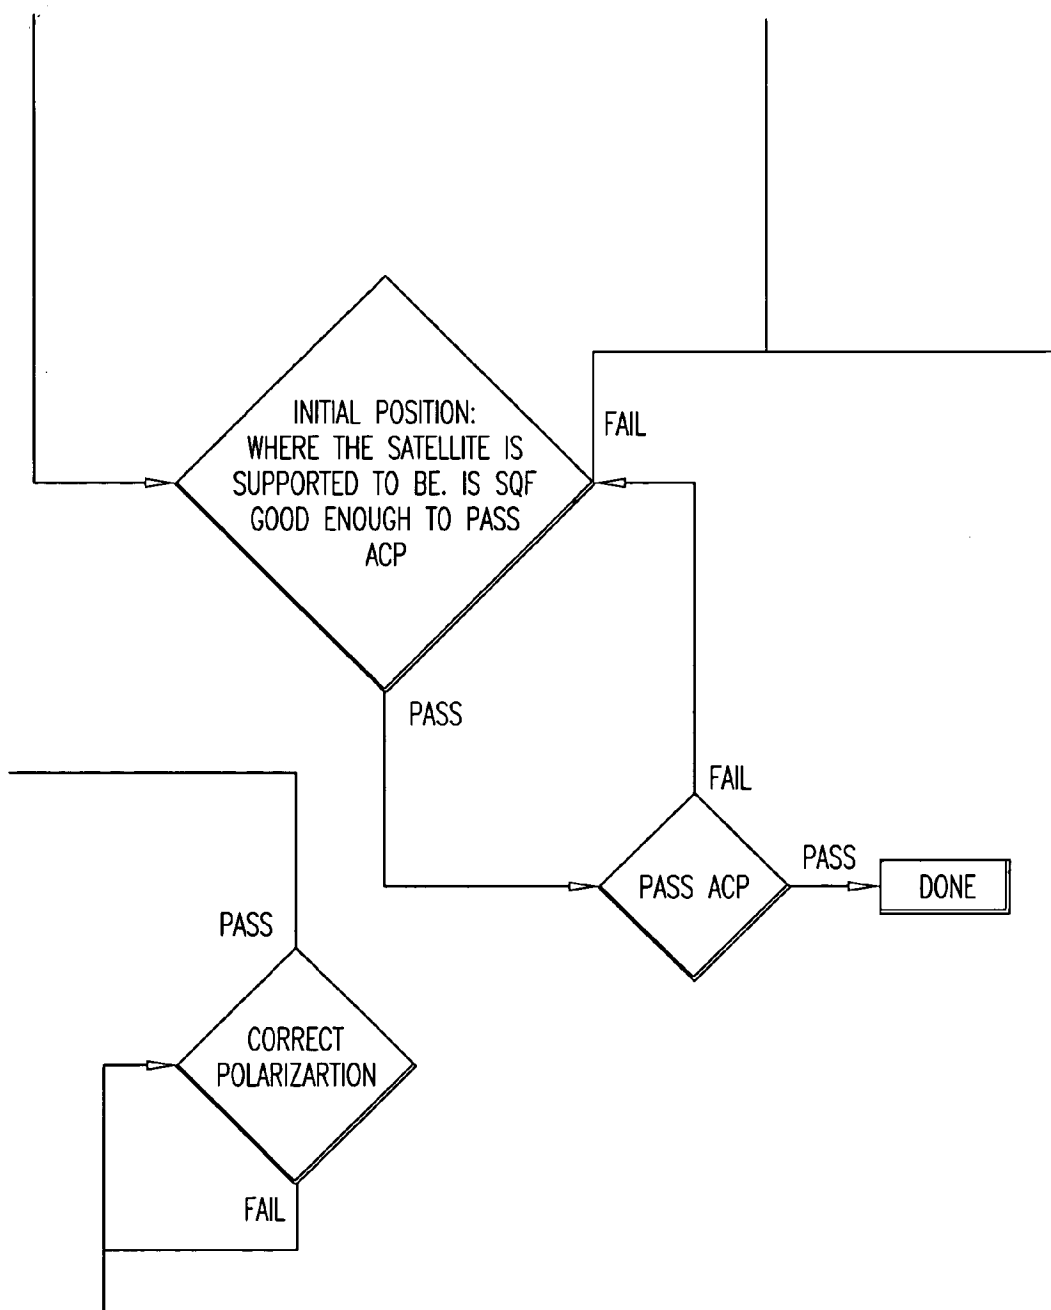 INITIAL POSITION:
WHERE THE SATELLITE IS
SUPPORTED TO BE. IS SQF
GOOD ENOUGH TO PASS
ACP
FAIL
PASS
FAIL
PASS ACP
PASS
DONE
PASS
CORRECT
POLARIZARTION
FAIL